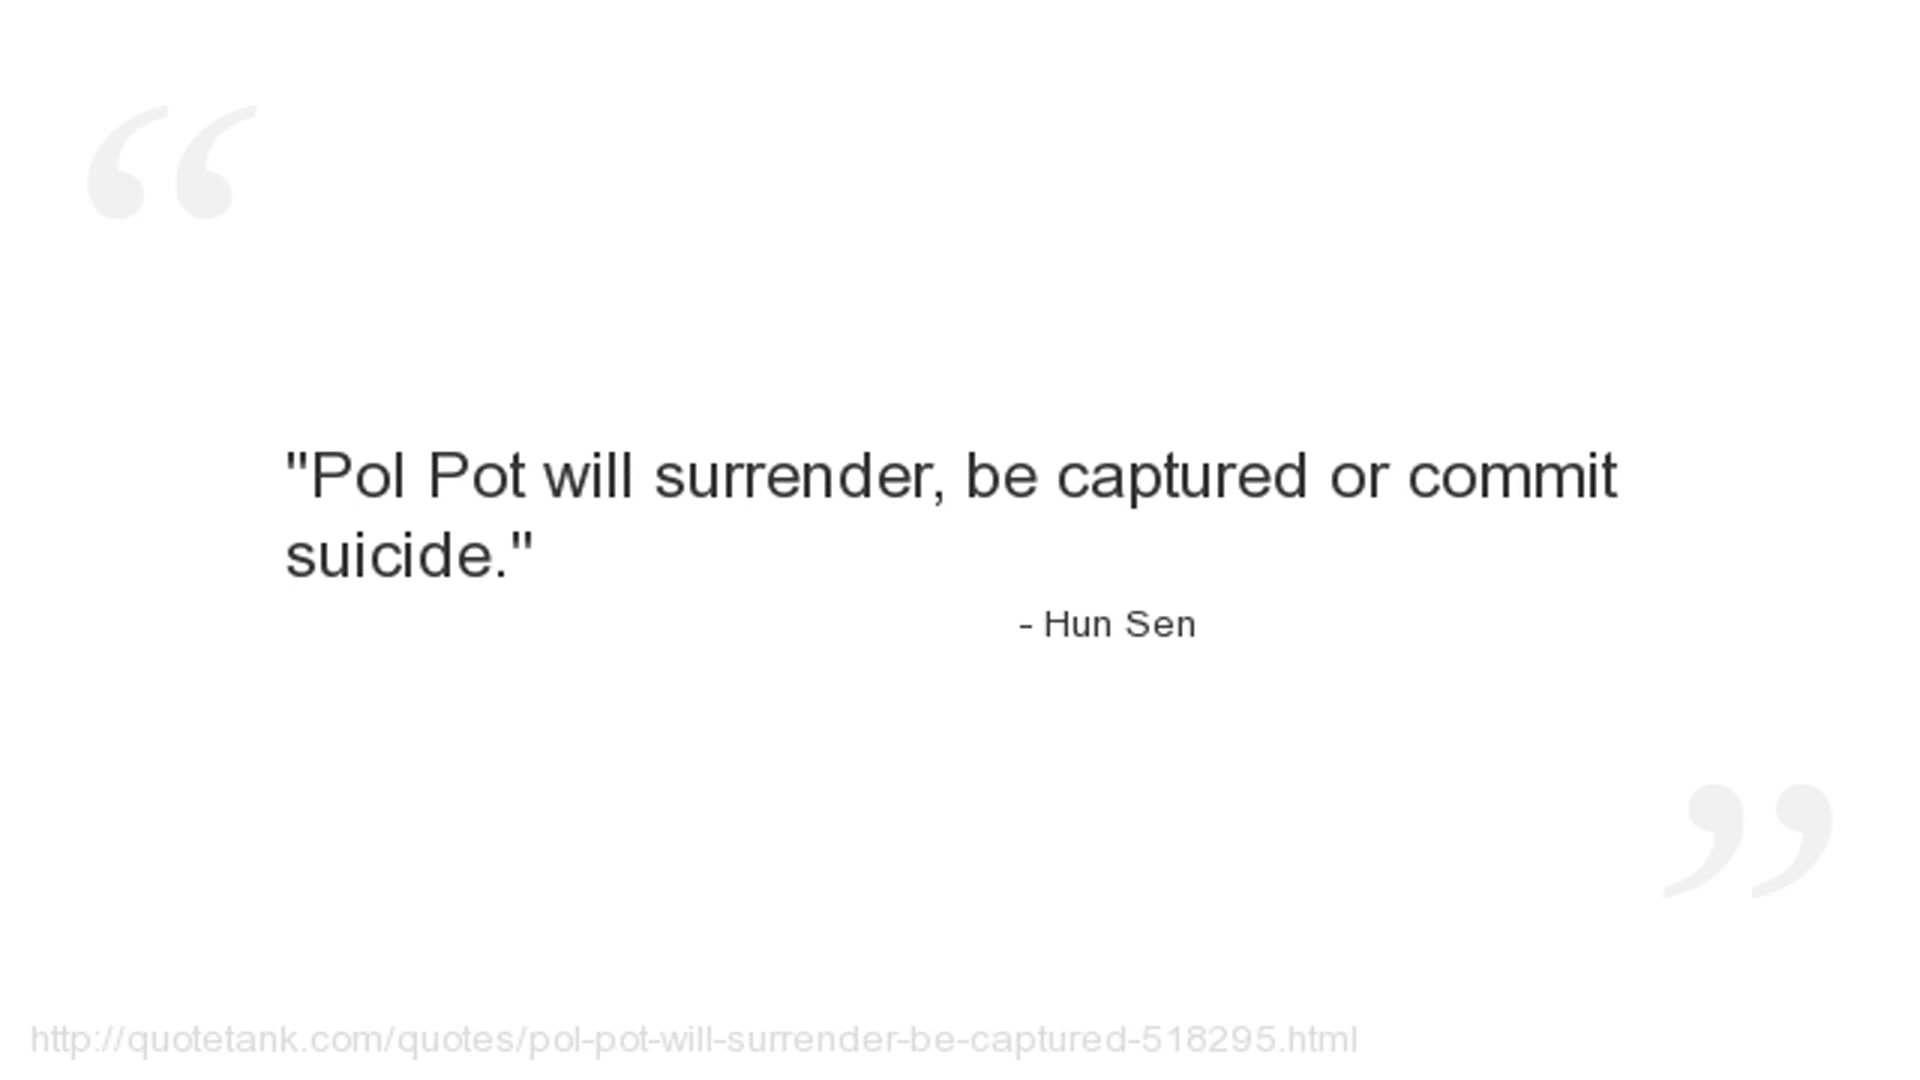 "Pol Pot will surrender, be captured or commit
suicide."
- Hun Sen
http://quotetank.com/quotes/pol-pot-will-surrender-be-captured-518295.html